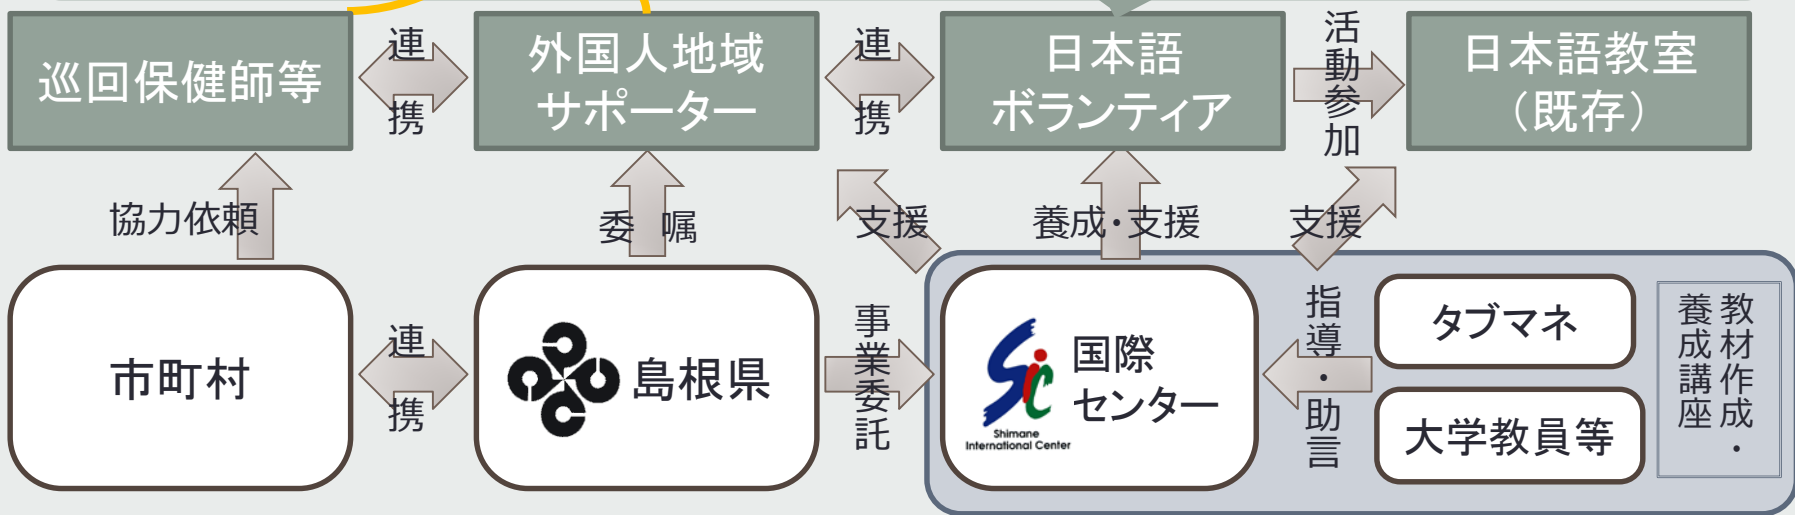 巡回保健師等
連携
外国人地域
サポーター
連携
日本語
ボランティア
活動参加
日本語教室
（既存）
協力依頼
委 嘱
支援
養成・支援
支援
市町村
連携
島根県
事業委託
Shimane
International Center
国際
センター
指導・助言
タブマネ
大学教員等
教材作成・
養成講座